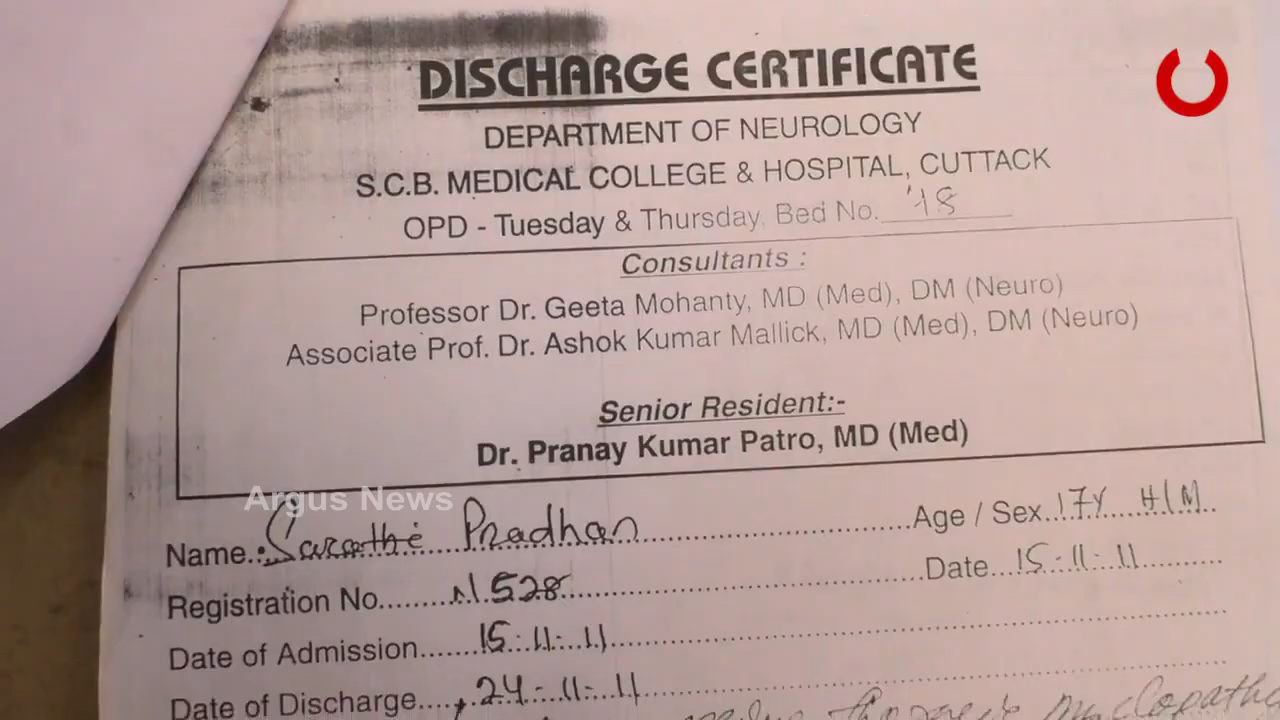 DISCHARGE CERTIFICATE
DEPARTMENT OF NEUROLOGY
S.C.B. MEDICAL COLLEGE & HOSPITAL, CUTTACK
OPD - Tuesday & Thursday, Bed No. 18
Consultants :
Professor Dr. Geeta Mohanty, MD (Med), DM (Neuro)
Associate Prof. Dr. Ashok Kumar Mallick, MD (Med), DM (Neuro)
Senior Resident:-
Dr. Pranay Kumar Patro, MD (Med)
Argus News
Name.:Sarathi Pradhan..........Age / Sex...17Y H/M
Registration No.......N.528..........Date...15-11-11
Date of Admission......15-11-11
Date of Discharge.....24-11-11